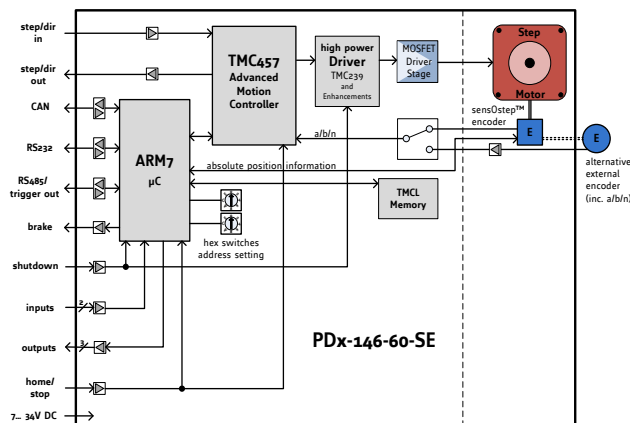 step/dir
in
step/dir
out
CAN
RS232
RS485/
trigger out
brake
shutdown
inputs
2
outputs
3
home/
stop
7… 34V DC
ARM7
µC
TMC457
Advanced
Motion
Controller
high power
Driver
TMC239
and
Enhancements
MOSFET
Driver
Stage
Step
Motor
sensOstep™
encoder
E
E
alternative
external
encoder
(inc. a/b/n)
a/b/n
absolute position information
TMCL
Memory
hex switches
address setting
PDx-146-60-SE